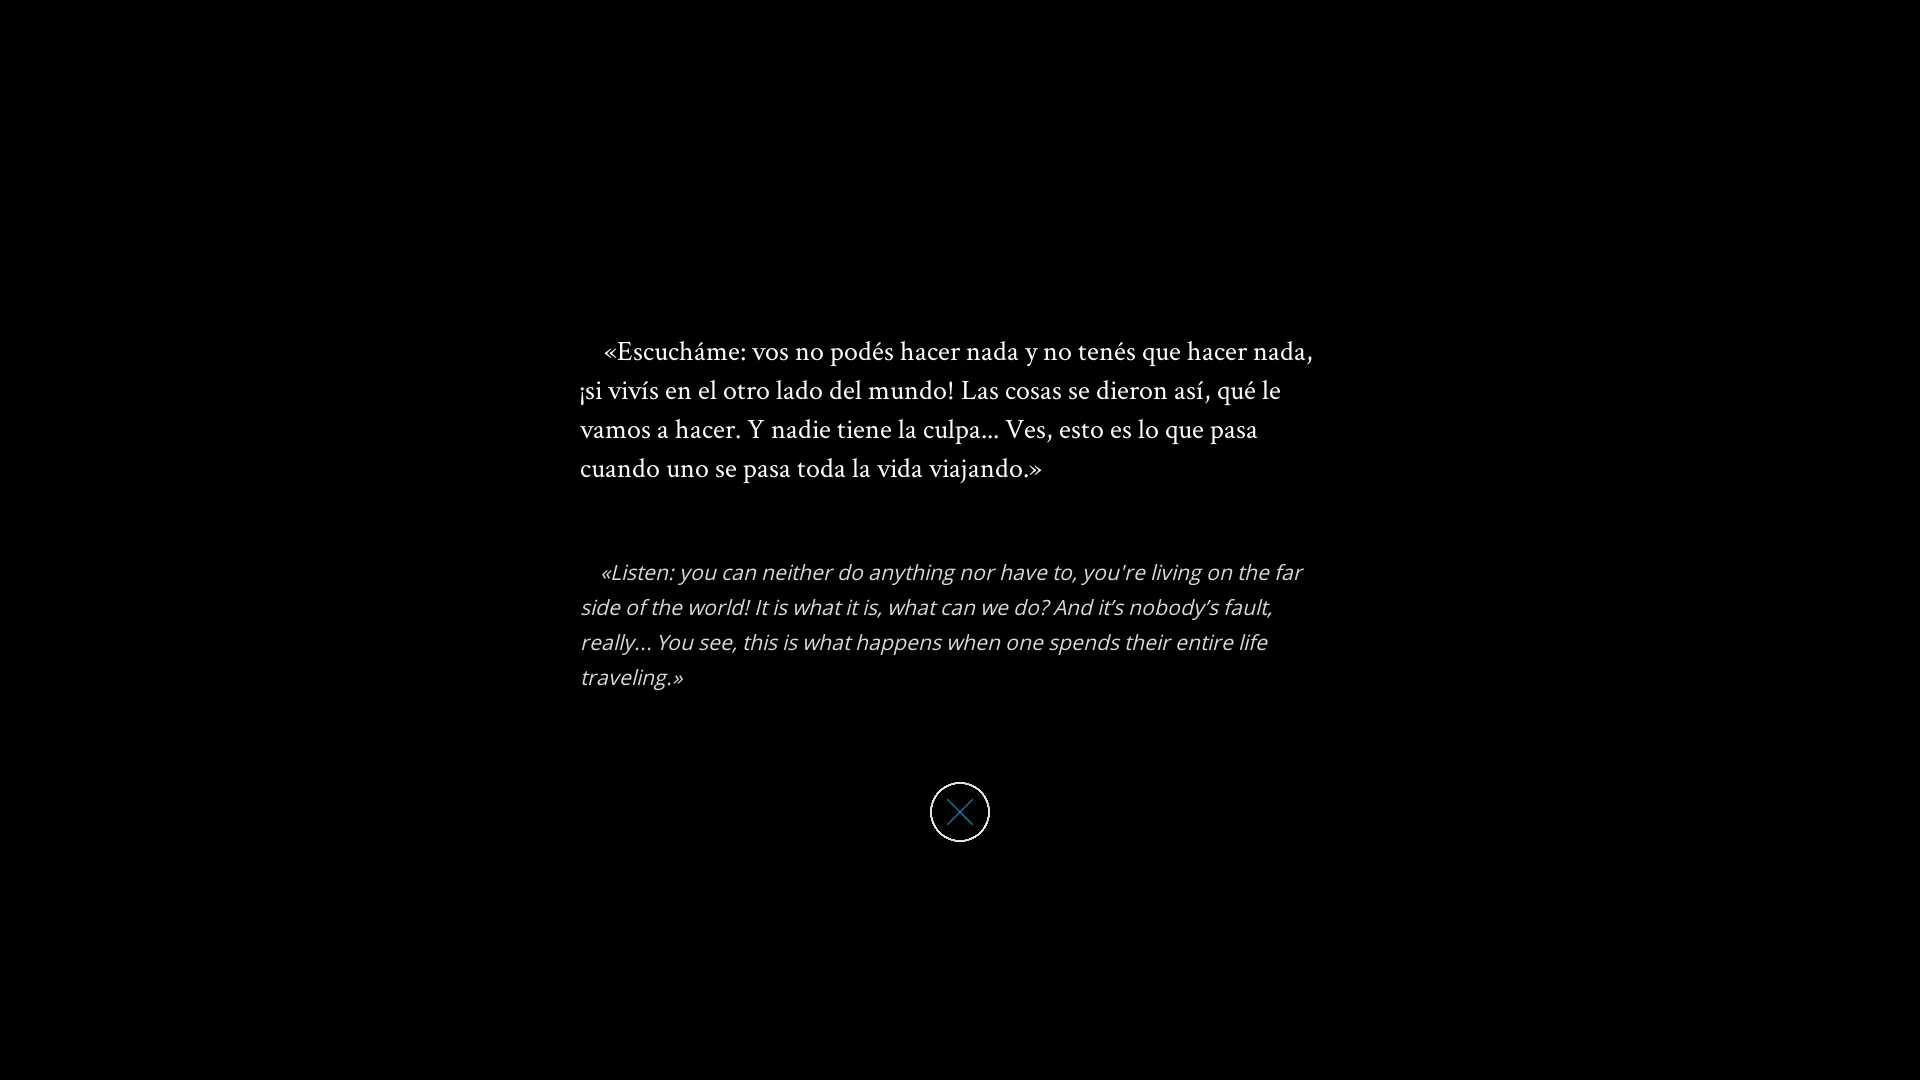 «Escucháme: vos no podés hacer nada y no tenés que hacer nada,
¡si vivís en el otro lado del mundo! Las cosas se dieron así, qué le
vamos a hacer. Y nadie tiene la culpa... Ves, esto es lo que pasa
cuando uno se pasa toda la vida viajando.»
«Listen: you can neither do anything nor have to, you're living on the far
side of the world! It is what it is, what can we do? And it’s nobody’s fault,
really... You see, this is what happens when one spends their entire life
traveling.»